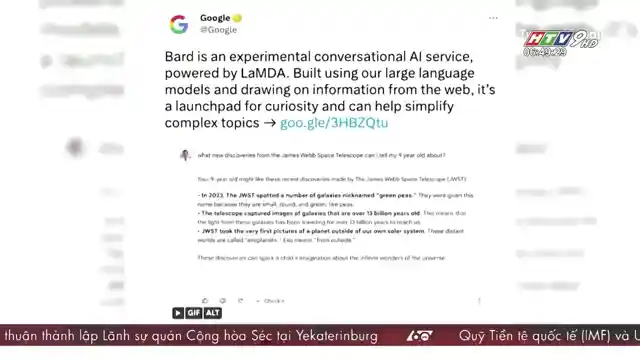 Google
@Google
HTV9 HD
06:49:29
Bard is an experimental conversational AI service,
powered by LaMDA. Built using our large language
models and drawing on information from the web, it's
a launchpad for curiosity and can help simplify
complex topics → goo.gle/3HBZQtu
what new discoveries from the James Webb Space Telescope can I tell my 9 year old about?
Your 9-year old might like these recent discoveries made by The James Webb Space Telescope (JWST):
• In 2023, The JWST spotted a number of galaxies nicknamed "green peas." They were given this
name because they are small, round, and green, like peas.
• The telescope captured images of galaxies that are over 13 billion years old. This means that
the light from these galaxies has been traveling for over 13 billion years to reach us.
• JWST took the very first pictures of a planet outside of our own solar system. These distant
worlds are called "exoplanets." Exo means "from outside."
These discoveries can spark a child's imagination about the infinite wonders of the universe.
GIF ALT
thuân thành lập Lãnh sự quán Cộng hòa Séc tại Yekaterinburg
60
Quỹ Tiền tệ quốc tế (IMF) và U